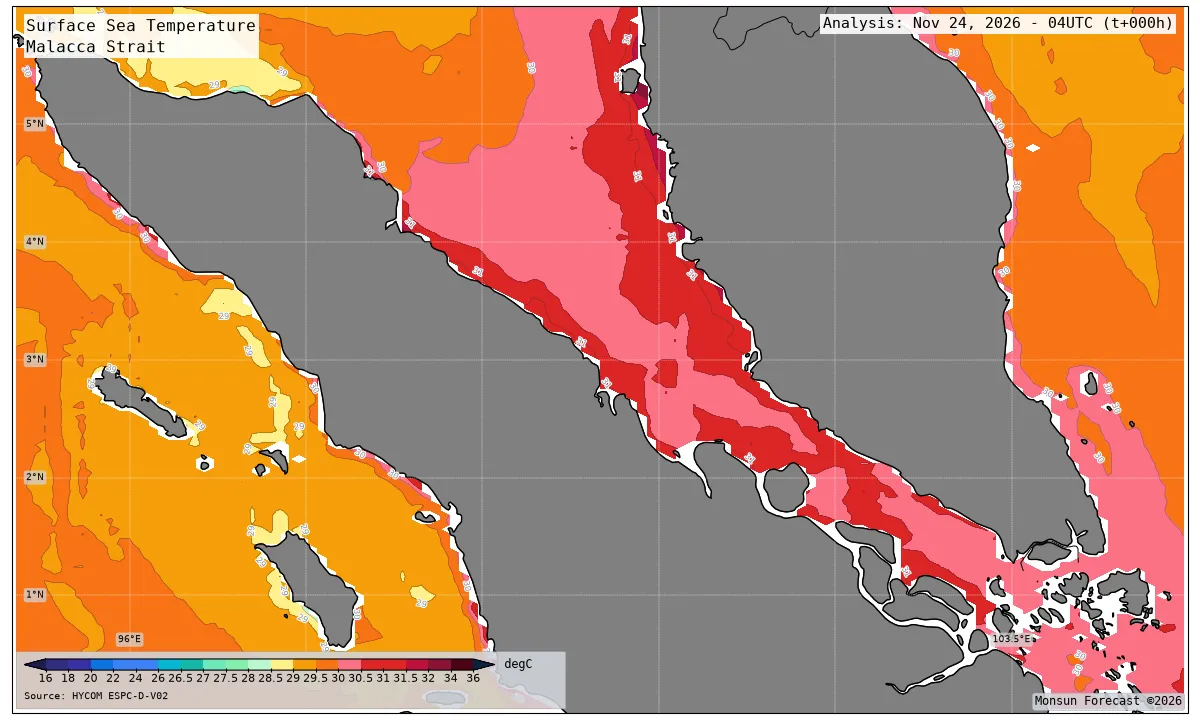 Surface Sea Temperature
Malacca Strait
Analysis: Nov 24, 2026 - 04UTC (t+000h)
5°N
4°N
3°N
2°N
1°N
96°E
103.5°E
degC
16 18 20 22 24 26 26.5 27 27.5 28 28.5 29 29.5 30 30.5 31 31.5 32 34 36
Source: HYCOM ESPC-D-V02
Monsun Forecast ©2026